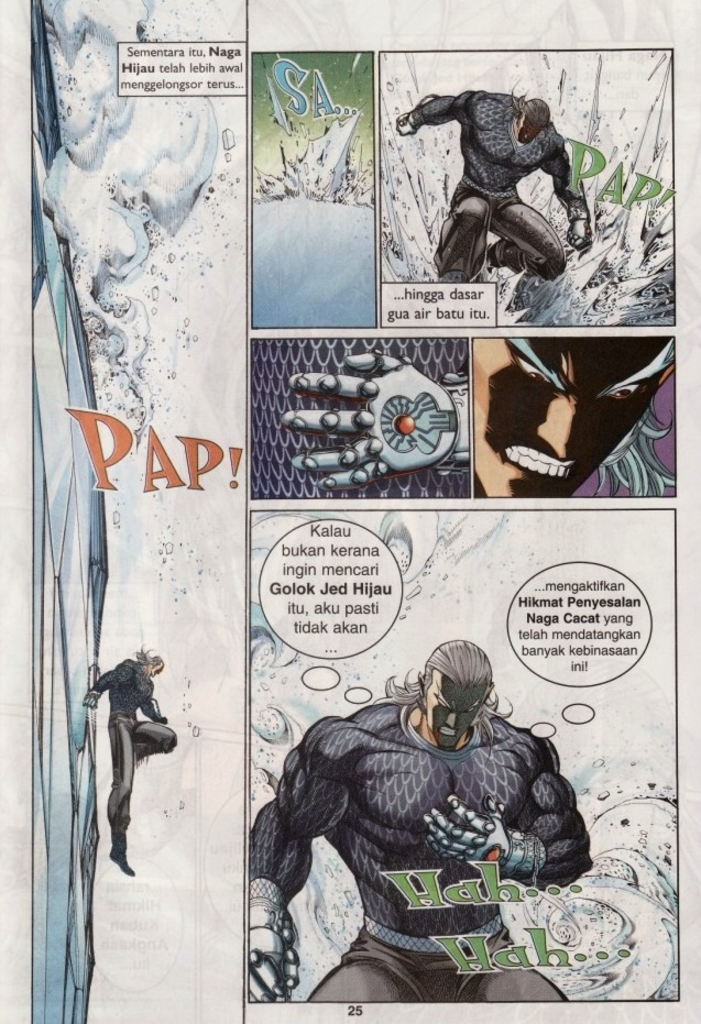 Sementara itu, Naga
Hijau telah lebih awal
menggelongsor terus...
PAP!
SA...
PAP!
...hingga dasar
gua air batu itu.
Kalau
bukan kerana
ingin mencari
Golok Jed Hijau
itu, aku pasti
tidak akan
...
...mengaktifkan
Hikmat Penyesalan
Naga Cacat yang
telah mendatangkan
banyak kebinasaan
ini!
Hah...
Hah...
25